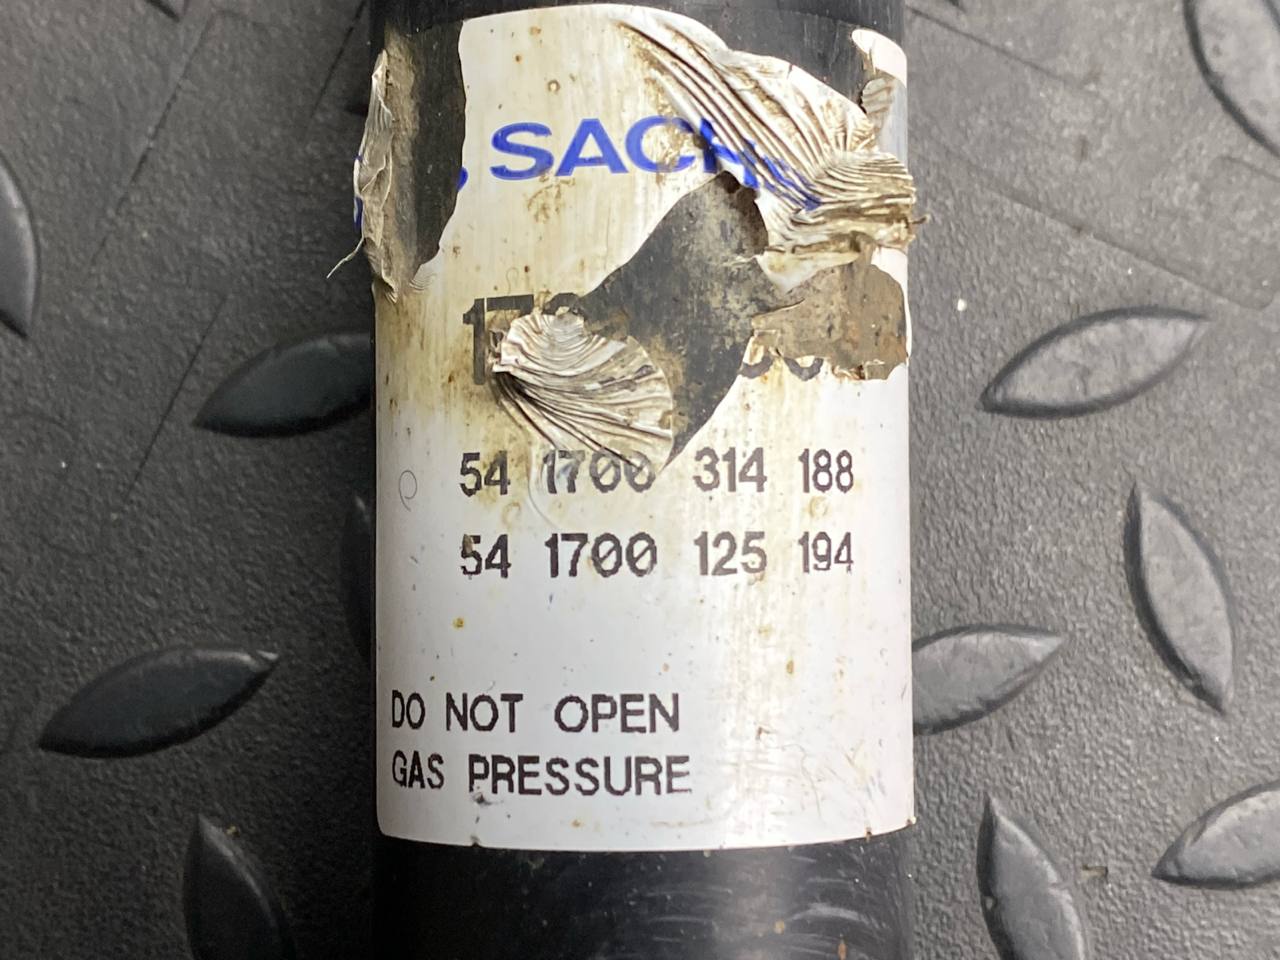 SACHS
54 1700 314 188
54 1700 125 194
DO NOT OPEN
GAS PRESSURE